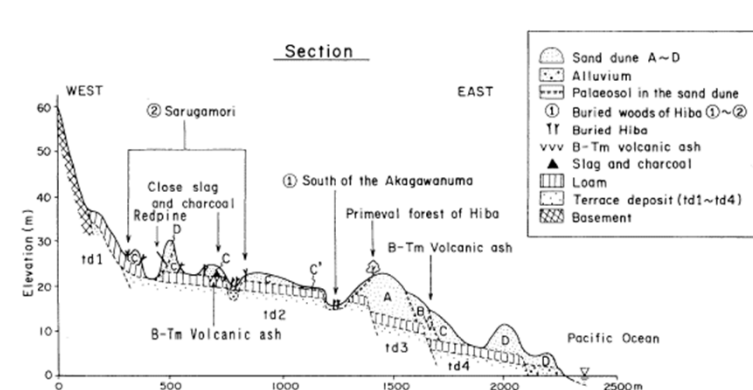 Section
WEST
EAST
② Sarugamori
Close slag
and charcoal
Redpine
① South of the Akagawanuma
Primeval forest of Hiba
B-Tm Volcanic ash
B-Tm Volcanic ash
Pacific Ocean
Elevation (m)
60
50
40
30
20
10
0
D
C
C
C'
A
B
C
D
D
td1
td2
td3
td4
0
500
1000
1500
2000
2500m
Sand dune A~D
Alluvium
Palaeosol in the sand dune
① Buried woods of Hiba ①~②
Buried Hiba
B-Tm volcanic ash
Slag and charcoal
Loam
Terrace deposit (td1~td4)
Basement